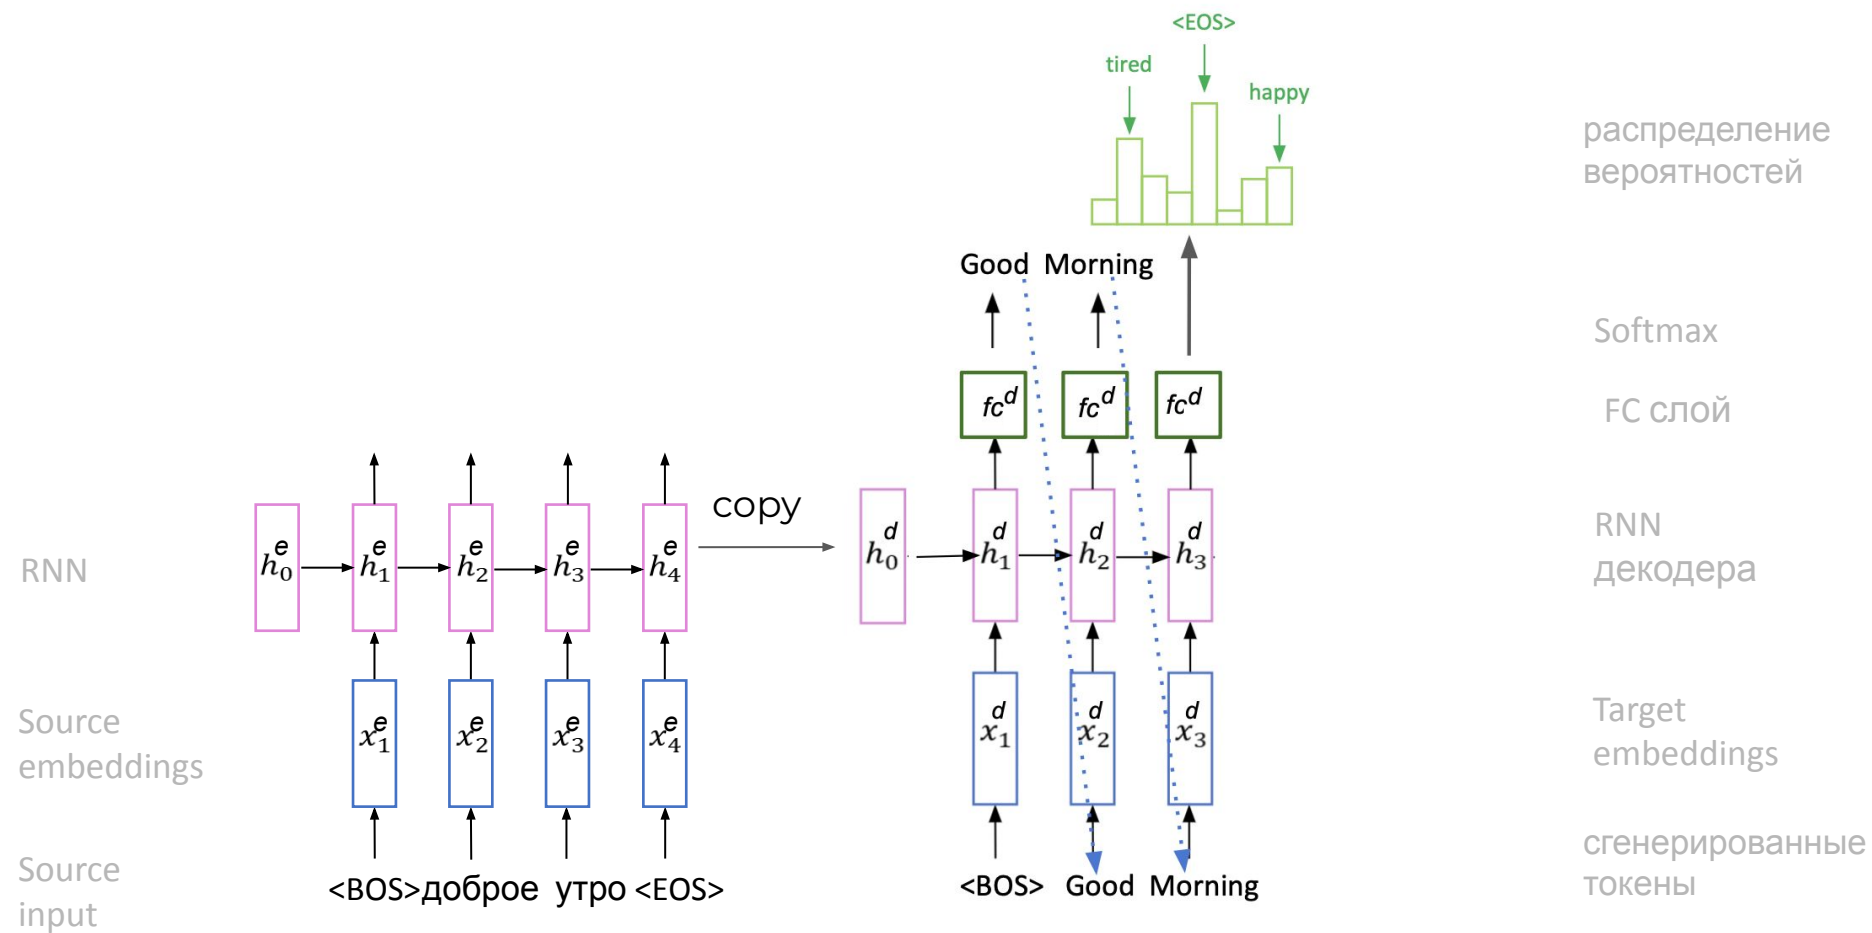 <EOS>
tired
happy
распределение
вероятностей
Good Morning
Softmax
fc^d fc^d fc^d
FC слой
copy
RNN
h_0^e h_1^e h_2^e h_3^e h_4^e
h_0^d h_1^d h_2^d h_3^d
RNN
декодера
Source
embeddings
x_1^e x_2^e x_3^e x_4^e
x_1^d x_2^d x_3^d
Target
embeddings
Source
input
<BOS> доброе утро <EOS>
<BOS> Good Morning
сгенерированные
токены